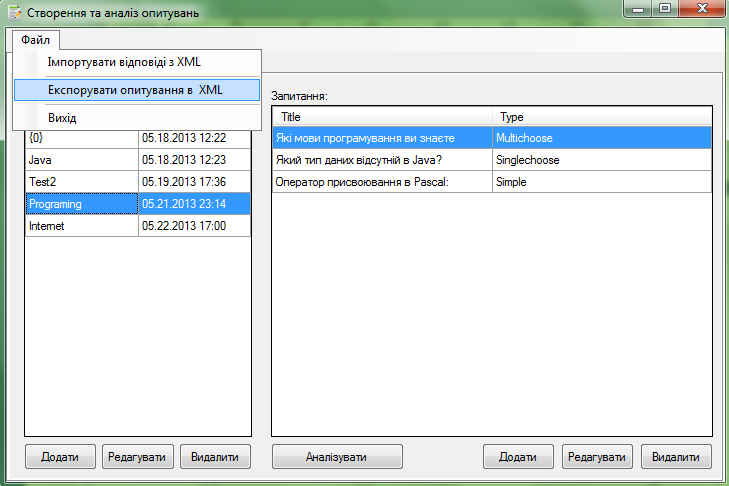 Створення та аналіз опитувань
Файл
Імпортувати відповіді з XML
Експорувати опитування в XML
Вихід
{0} 05.18.2013 12:22
Java 05.18.2013 12:23
Test2 05.19.2013 17:36
Programing 05.21.2013 23:14
Internet 05.22.2013 17:00
Запитання:
Title Type
Які мови програмування ви знаєте Multichoose
Який тип даних відсутній в Java? Singlechoose
Оператор присвоювання в Pascal: Simple
Додати Редагувати Видалити Аналізувати Додати Редагувати Видалити